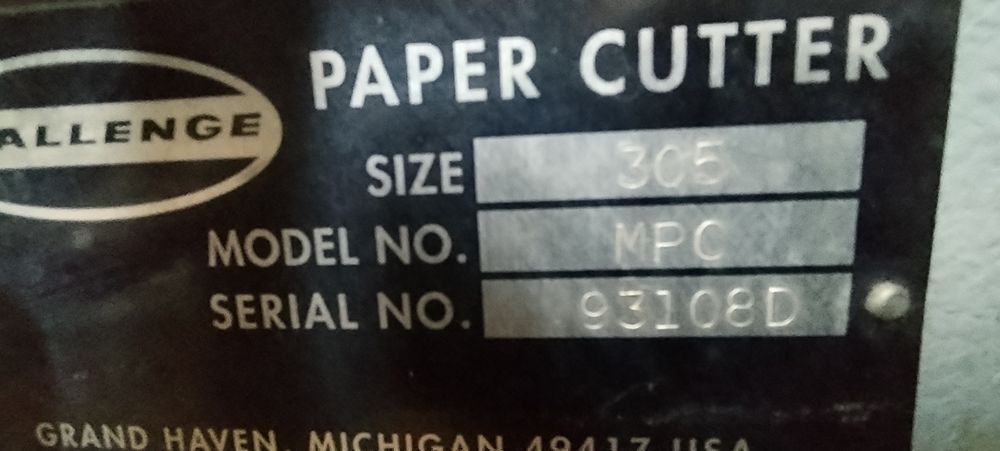 PAPER CUTTER
ALLENGE
SIZE 305
MODEL NO. MPC
SERIAL NO. 93108D
GRAND HAVEN, MICHIGAN 49417 USA